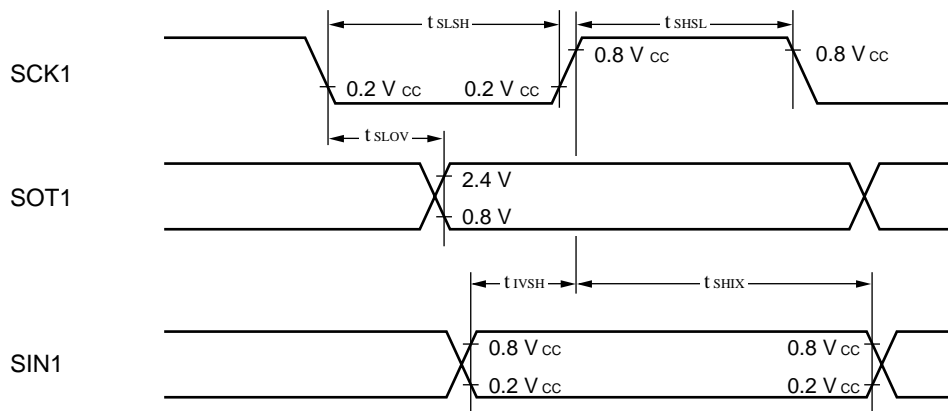 t SLSH
t SHSL
SCK1
0.8 V CC
0.8 V CC
0.2 V CC
0.2 V CC
t SLOV
SOT1
2.4 V
0.8 V
t IVSH
t SHIX
SIN1
0.8 V CC
0.8 V CC
0.2 V CC
0.2 V CC